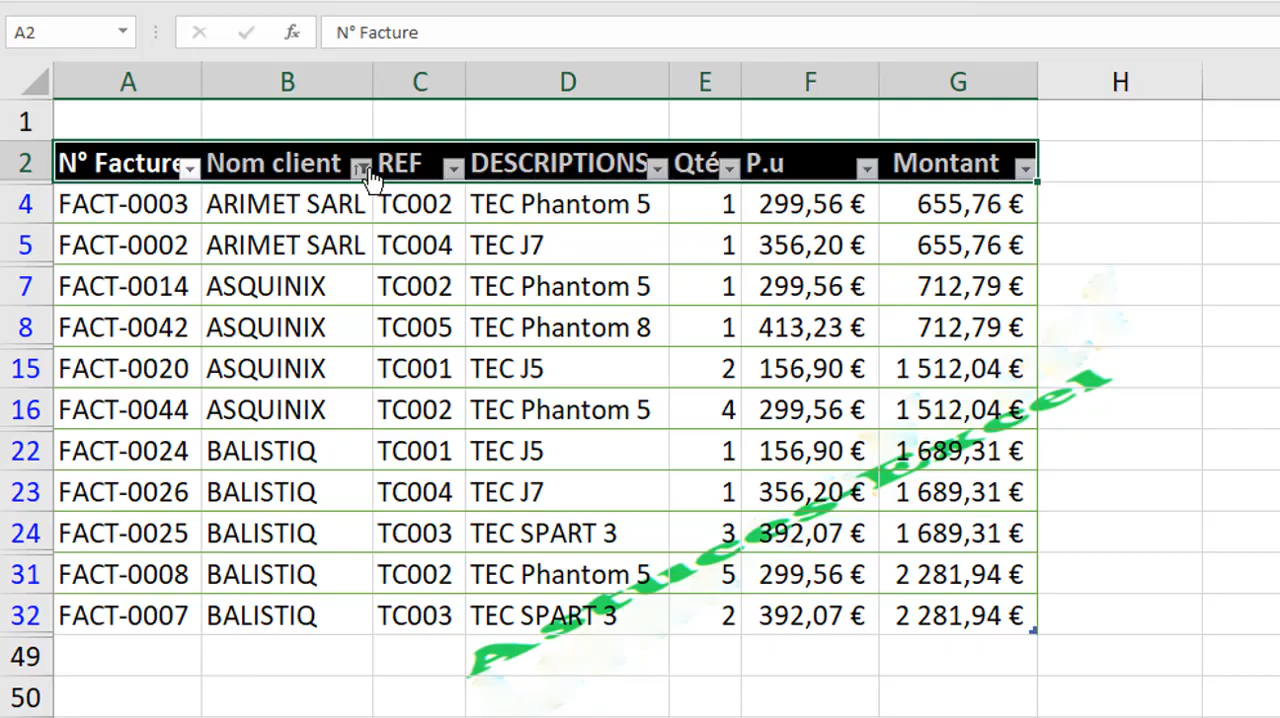 A2 fx N° Facture
A B C D E F G H
1
2 N° Facture Nom client REF DESCRIPTIONS Qté P.u Montant
4 FACT-0003 ARIMET SARL TC002 TEC Phantom 5 1 299,56 € 655,76 €
5 FACT-0002 ARIMET SARL TC004 TEC J7 1 356,20 € 655,76 €
7 FACT-0014 ASQUINIX TC002 TEC Phantom 5 1 299,56 € 712,79 €
8 FACT-0042 ASQUINIX TC005 TEC Phantom 8 1 413,23 € 712,79 €
15 FACT-0020 ASQUINIX TC001 TEC J5 2 156,90 € 1 512,04 €
16 FACT-0044 ASQUINIX TC002 TEC Phantom 5 4 299,56 € 1 512,04 €
22 FACT-0024 BALISTIQ TC001 TEC J5 1 156,90 € 1 689,31 €
23 FACT-0026 BALISTIQ TC004 TEC J7 1 356,20 € 1 689,31 €
24 FACT-0025 BALISTIQ TC003 TEC SPART 3 3 392,07 € 1 689,31 €
31 FACT-0008 BALISTIQ TC002 TEC Phantom 5 5 299,56 € 2 281,94 €
32 FACT-0007 BALISTIQ TC003 TEC SPART 3 2 392,07 € 2 281,94 €
49
50